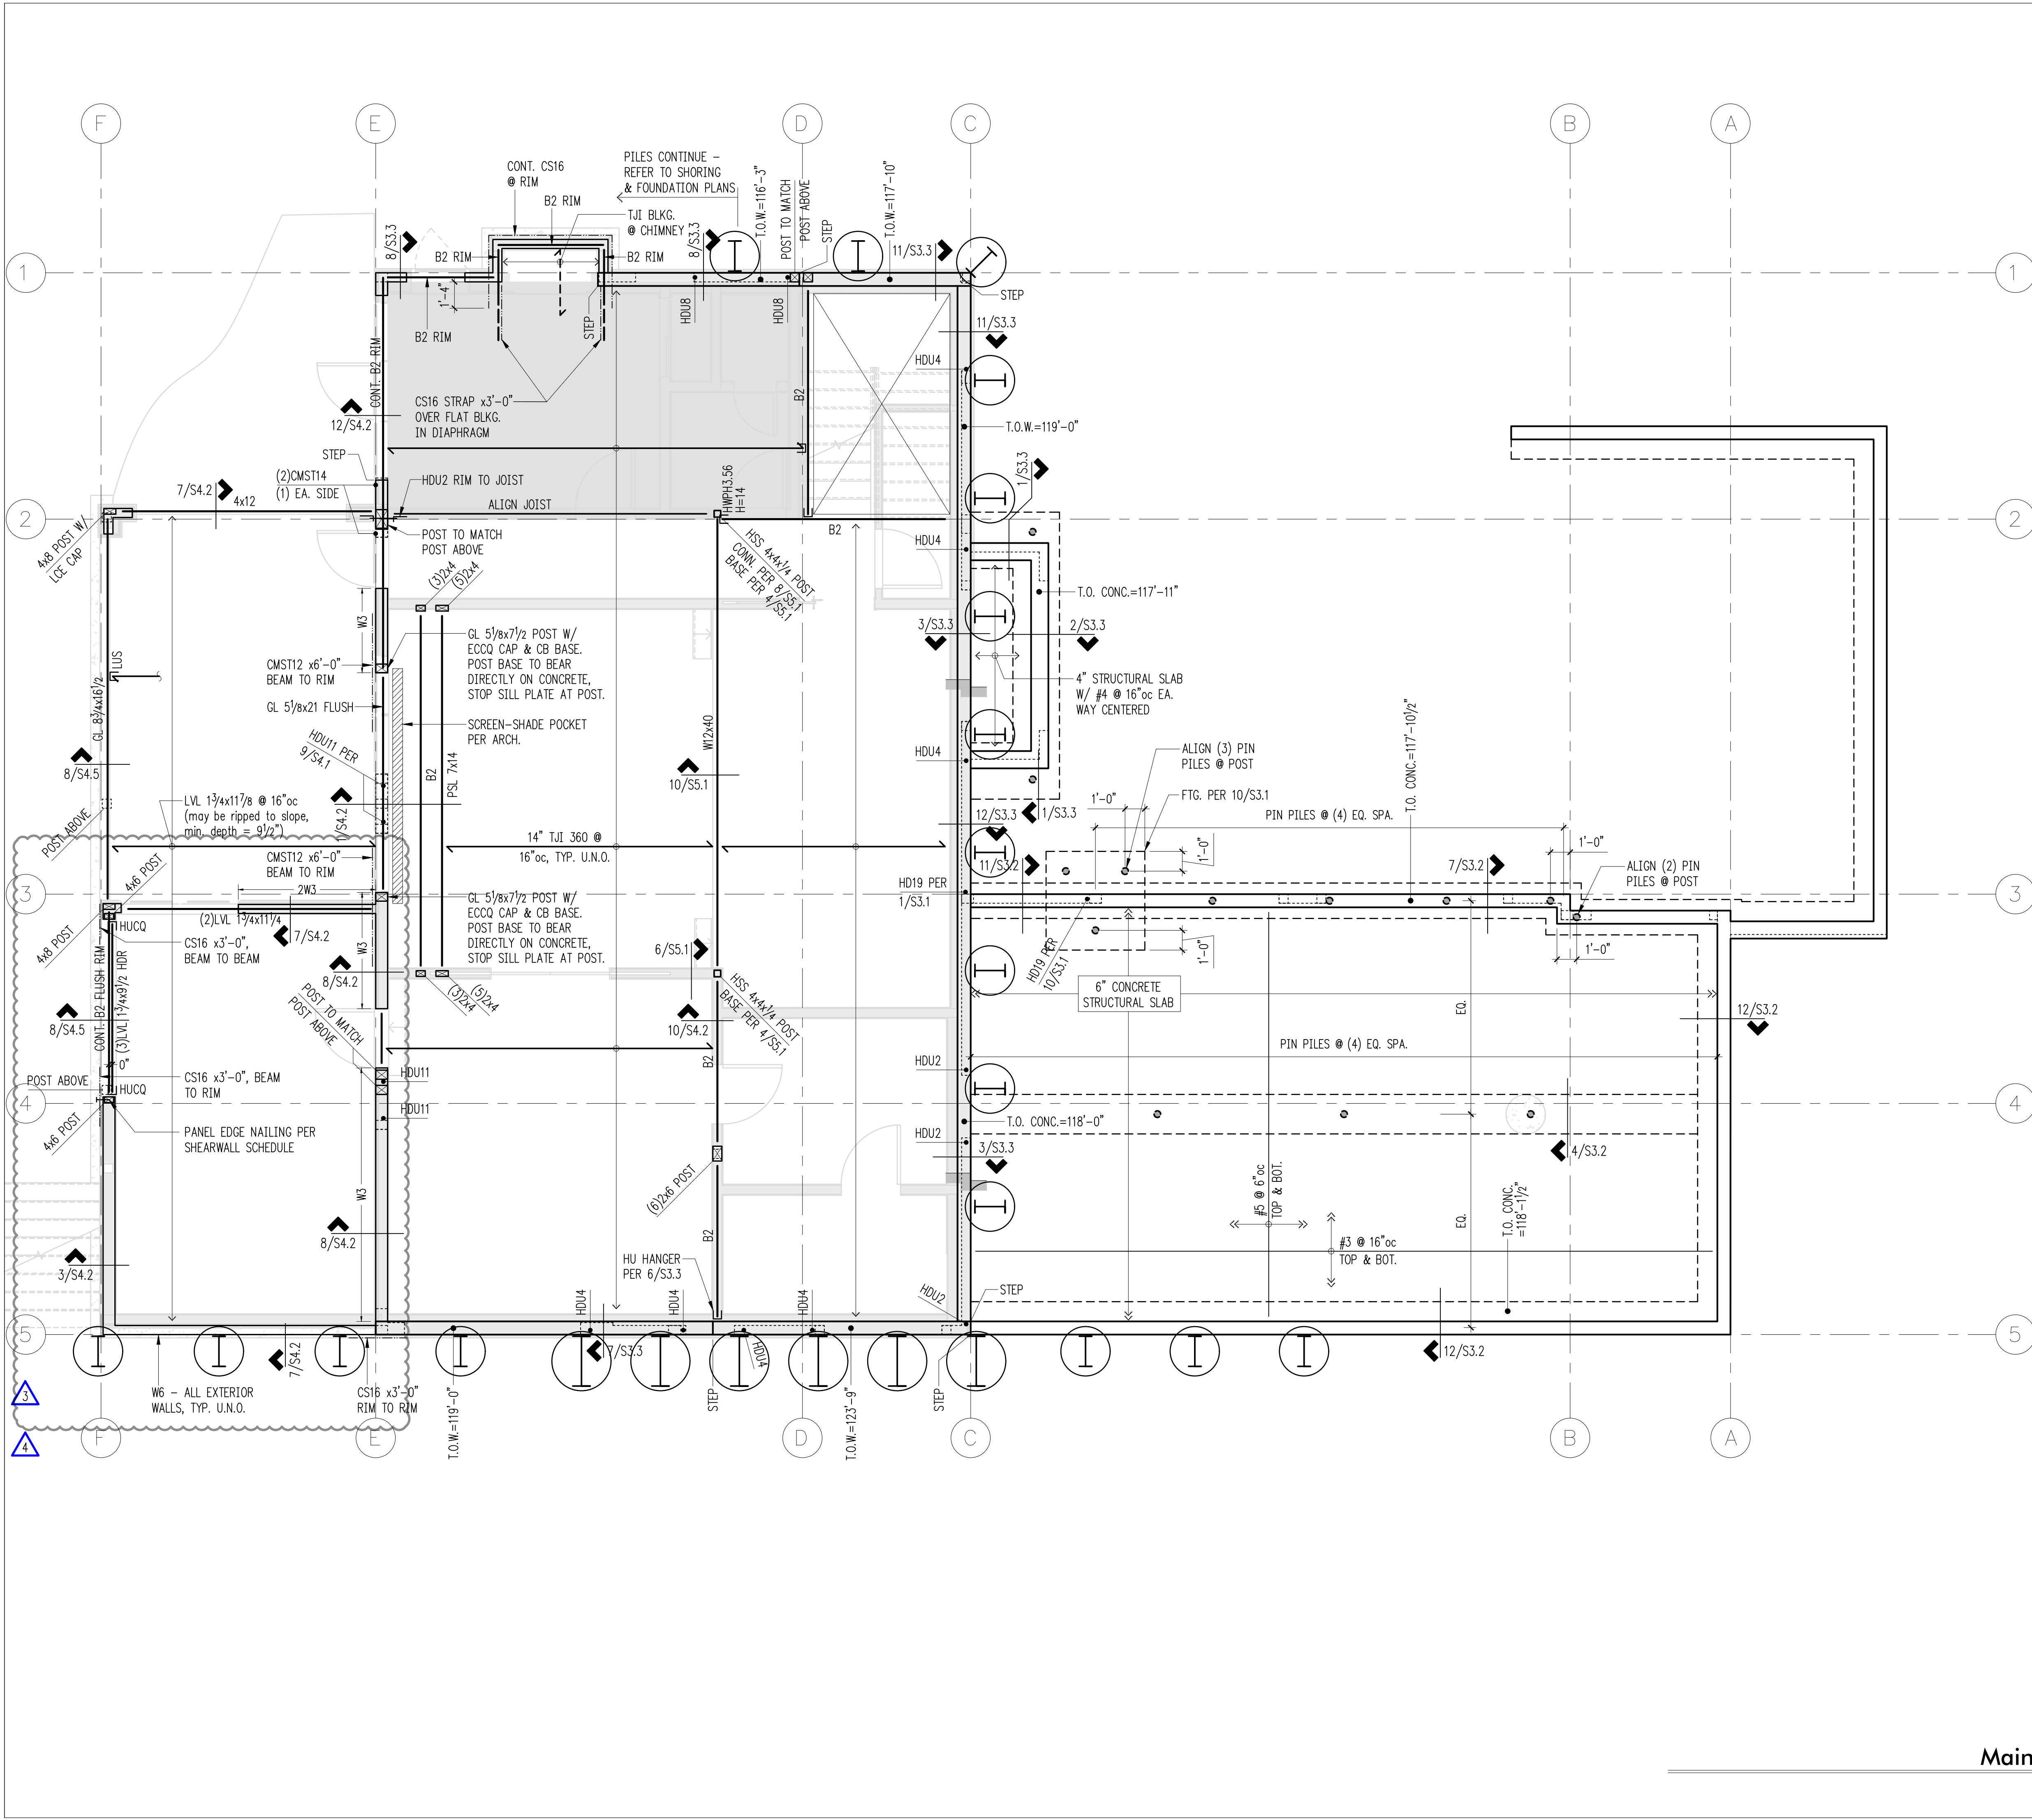 F
E
D
C
B
A
CONT. CS16
@ RIM
B2 RIM
PILES CONTINUE –
REFER TO SHORING
& FOUNDATION PLANS
TJI BLKG.
@ CHIMNEY
T.O.W.=116'-3"
POST TO MATCH
POST ABOVE
STEP
T.O.W.=117'-10"
8/S3.3
8/S3.3
11/S3.3
B2 RIM
B2 RIM
1
1
1'-4"
B2 RIM
STEP
HDU8
HDU8
STEP
11/S3.3
HDU4
CONT. B2 RIM
CS16 STRAP x3'-0"
OVER FLAT BLKG.
IN DIAPHRAGM
B2
12/S4.2
T.O.W.=119'-0"
STEP
(2)CMST14
(1) EA. SIDE
HDU2 RIM TO JOIST
ALIGN JOIST
HWPH3.56
H=14
1/S3.3
7/S4.2
4x12
2
2
4x8 POST W/
LCE CAP
POST TO MATCH
POST ABOVE
B2
HDU4
HSS 4x4x1/4 POST
CONN. PER 8/S5.1
BASE PER 4/S5.1
(3)2x4
(5)2x4
T.O. CONC.=117'-11"
W3
3/S3.3
2/S3.3
GL 5 1/8x7 1/2 POST W/
ECCQ CAP & CB BASE.
POST BASE TO BEAR
DIRECTLY ON CONCRETE,
STOP SILL PLATE AT POST.
LUS
CMST12 x6'-0"
BEAM TO RIM
GL 8 3/4x16 1/2
GL 5 1/8x21 FLUSH
4" STRUCTURAL SLAB
W/ #4 @ 16"oc EA.
WAY CENTERED
SCREEN-SHADE POCKET
PER ARCH.
W12x40
HDU11 PER
9/S4.1
HDU4
ALIGN (3) PIN
PILES @ POST
T.O. CONC.=117'-10 1/2"
8/S4.5
B2
PSL 7x14
10/S5.1
FTG. PER 10/S3.1
LVL 1 3/4x11 7/8 @ 16"oc
(may be ripped to slope,
min. depth = 9 1/2")
11/S4.2
POST ABOVE
1'-0"
12/S3.3
1/S3.3
PIN PILES @ (4) EQ. SPA.
14" TJI 360 @
16"oc, TYP. U.N.O.
1'-0"
1'-0"
CMST12 x6'-0"
BEAM TO RIM
11/S3.2
7/S3.2
ALIGN (2) PIN
PILES @ POST
4x6 POST
2W3
HD19 PER
1/S3.1
3
3
GL 5 1/8x7 1/2 POST W/
ECCQ CAP & CB BASE.
POST BASE TO BEAR
DIRECTLY ON CONCRETE,
STOP SILL PLATE AT POST.
(2)LVL 1 3/4x11 1/4
HUCQ
7/S4.2
W3
4x8 POST
CS16 x3'-0",
BEAM TO BEAM
6/S5.1
1'-0"
1'-0"
HD19 PER
10/S3.1
8/S4.2
(3)2x4
(5)2x4
6" CONCRETE
STRUCTURAL SLAB
POST TO MATCH
POST ABOVE
HSS 4x4x1/4 POST
BASE PER 4/S5.1
EQ.
12/S3.2
8/S4.5
CONT. B2 FLUSH RIM
(3)LVL 1 3/4x9 1/2 HDR
10/S4.2
PIN PILES @ (4) EQ. SPA.
B2
0"
HDU2
POST ABOVE
HUCQ
CS16 x3'-0", BEAM
TO RIM
HDU11
4
4
HDU11
T.O. CONC.=118'-0"
4x6 POST
PANEL EDGE NAILING PER
SHEARWALL SCHEDULE
HDU2
3/S3.3
4/S3.2
W3
(6)2x6 POST
#5 @ 6"oc
TOP & BOT.
T.O. CONC.
=118'-1 1/2"
EQ.
B2
8/S4.2
#3 @ 16"oc
TOP & BOT.
3/S4.2
HU HANGER
PER 6/S3.3
HDU2
STEP
HDU4
HDU4
HDU4
5
5
7/S4.2
7/S3.3
HDU4
12/S3.2
3
W6 – ALL EXTERIOR
WALLS, TYP. U.N.O.
CS16 x3'-0"
RIM TO RIM
T.O.W.=119'-0"
STEP
T.O.W.=123'-9"
STEP
4
F
E
D
C
B
A
Main